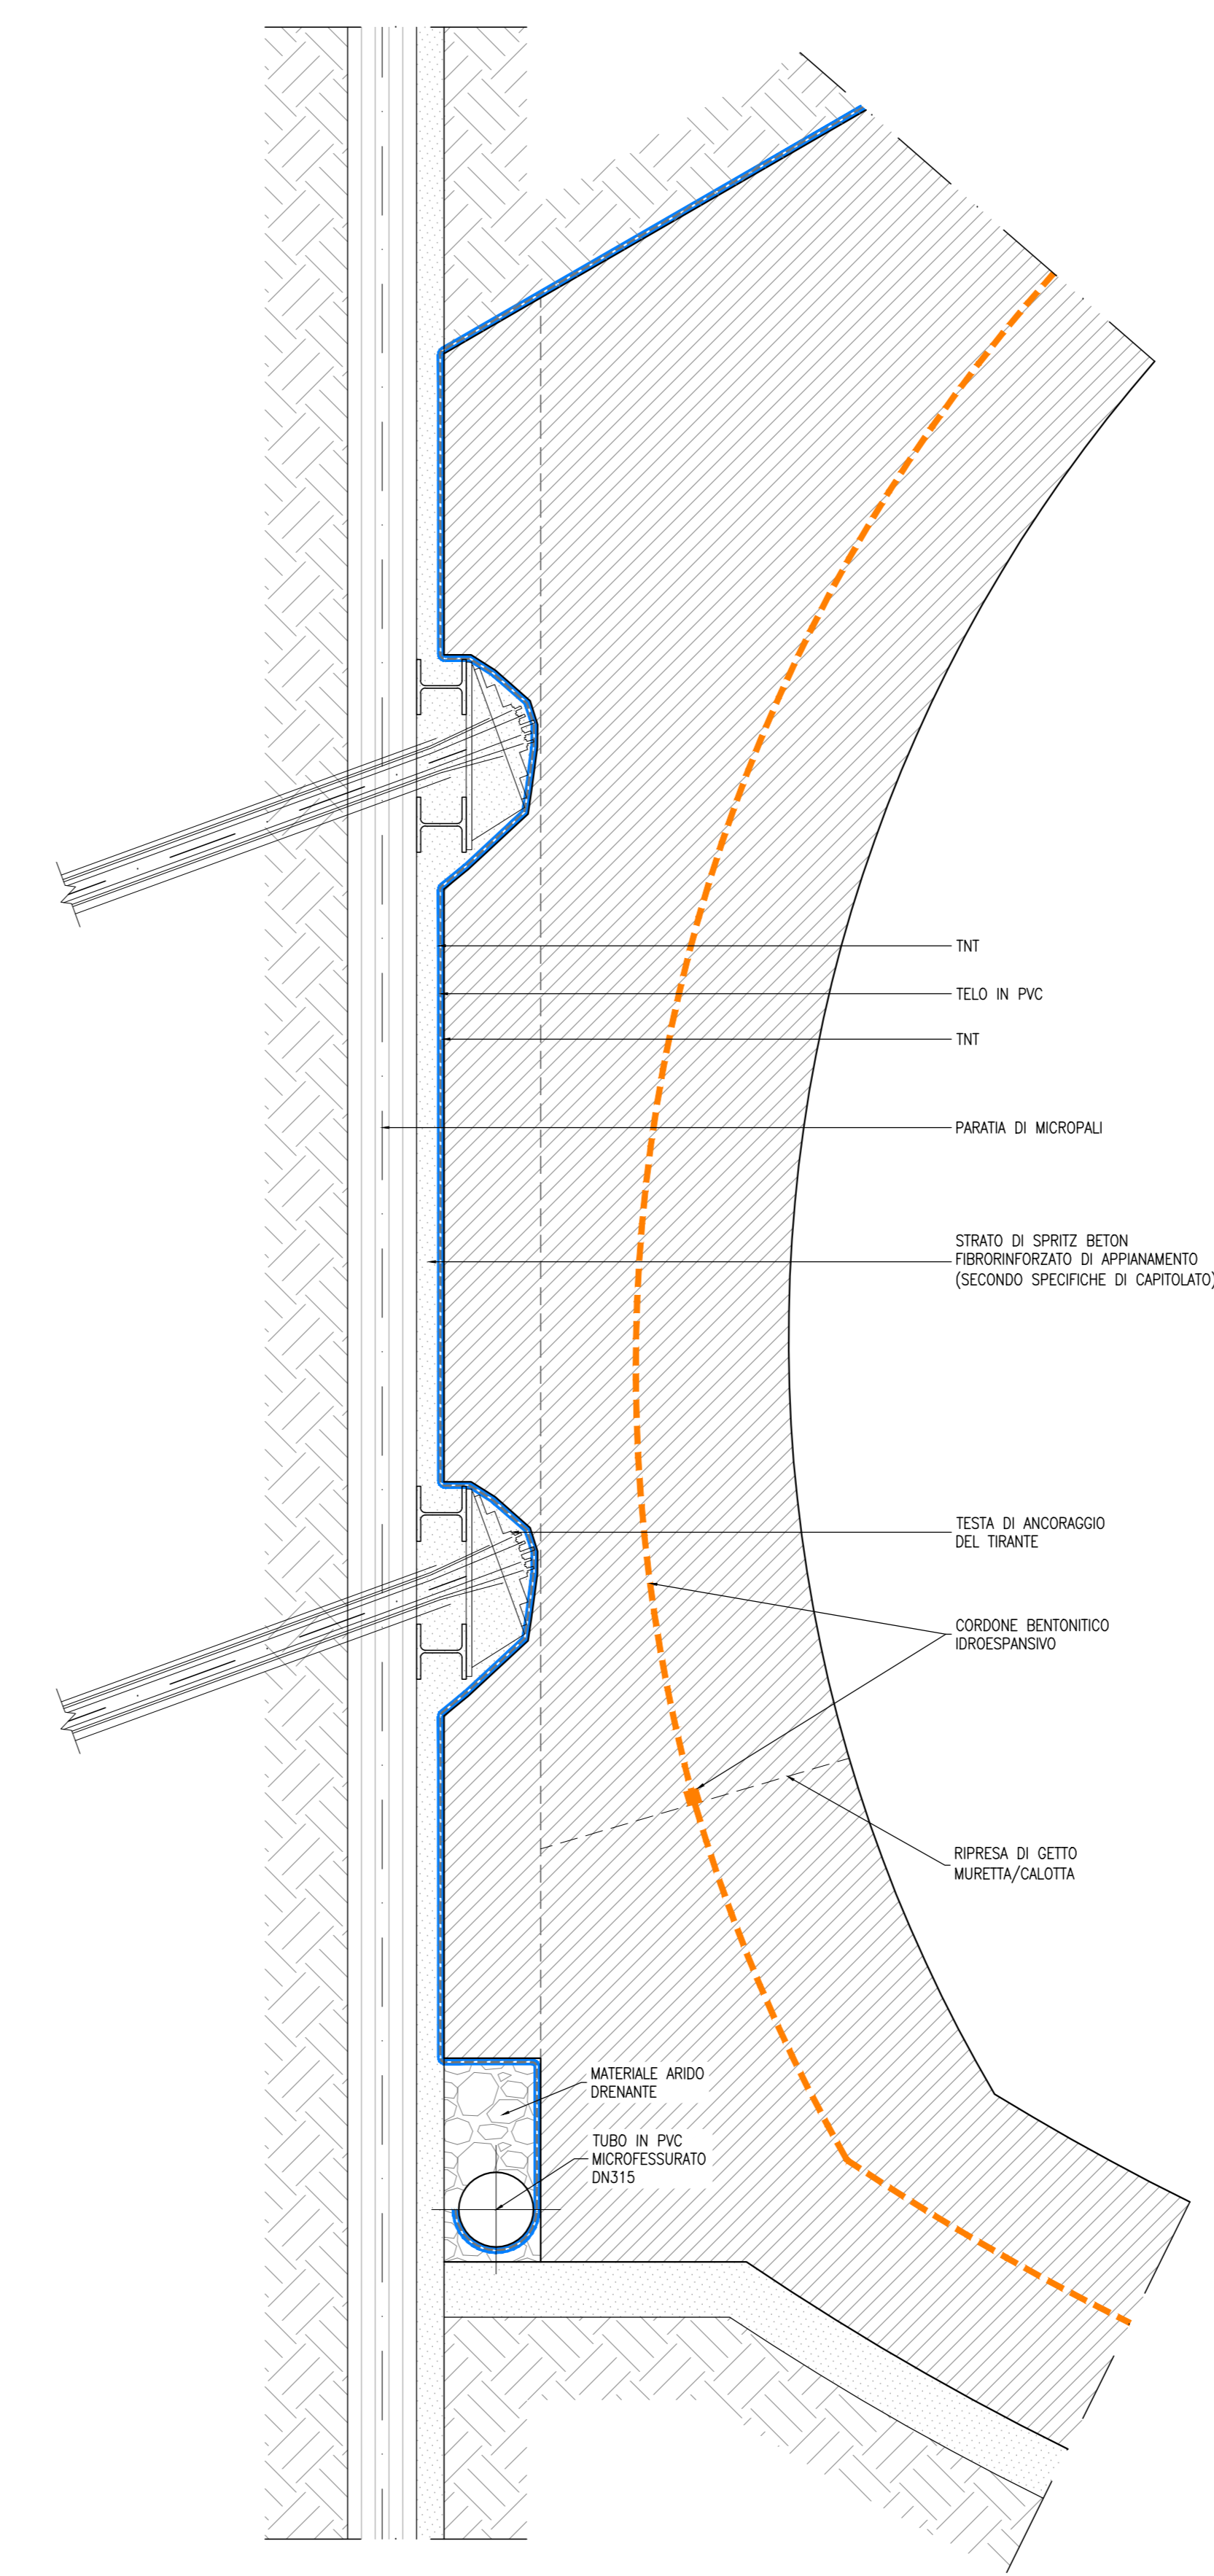 TNT
TELO IN PVC
TNT
PARATIA DI MICROPALI
STRATO DI SPRITZ BETON
FIBRORINFORZATO DI APPIANAMENTO
(SECONDO SPECIFICHE DI CAPITOLATO)
TESTA DI ANCORAGGIO
DEL TIRANTE
CORDONE BENTONITICO
IDROESPANSIVO
RIPRESA DI GETTO
MURETTA/CALOTTA
MATERIALE ARIDO
DRENANTE
TUBO IN PVC
MICROFESSURATO
DN315